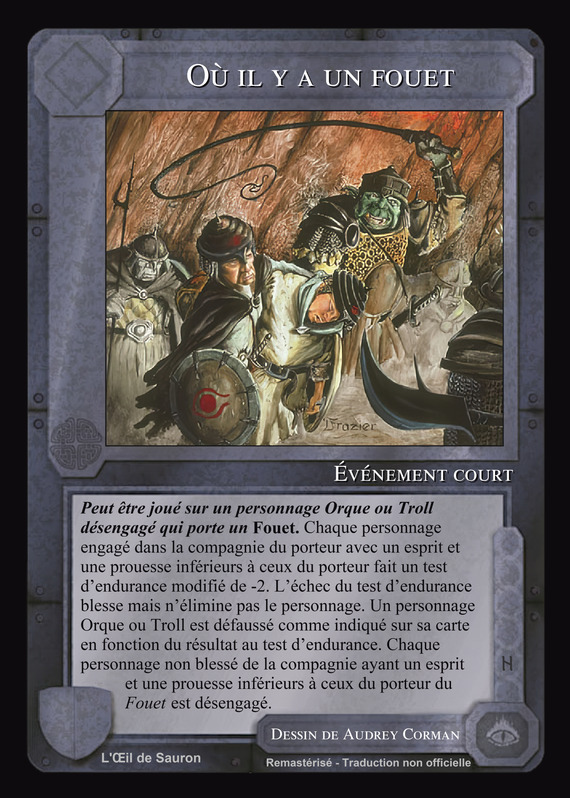 Où il y a un fouet
Frazier
Événement court
Peut être joué sur un personnage Orque ou Troll
désengagé qui porte un Fouet. Chaque personnage
engagé dans la compagnie du porteur avec un esprit et
une prouesse inférieurs à ceux du porteur fait un test
d’endurance modifié de -2. L’échec du test d’endurance
blesse mais n’élimine pas le personnage. Un personnage
Orque ou Troll est défaussé comme indiqué sur sa carte
en fonction du résultat au test d’endurance. Chaque
personnage non blessé de la compagnie ayant un esprit
et une prouesse inférieurs à ceux du porteur du
Fouet est désengagé.
Dessin de Audrey Corman
L'Œil de Sauron
Remastérisé - Traduction non officielle